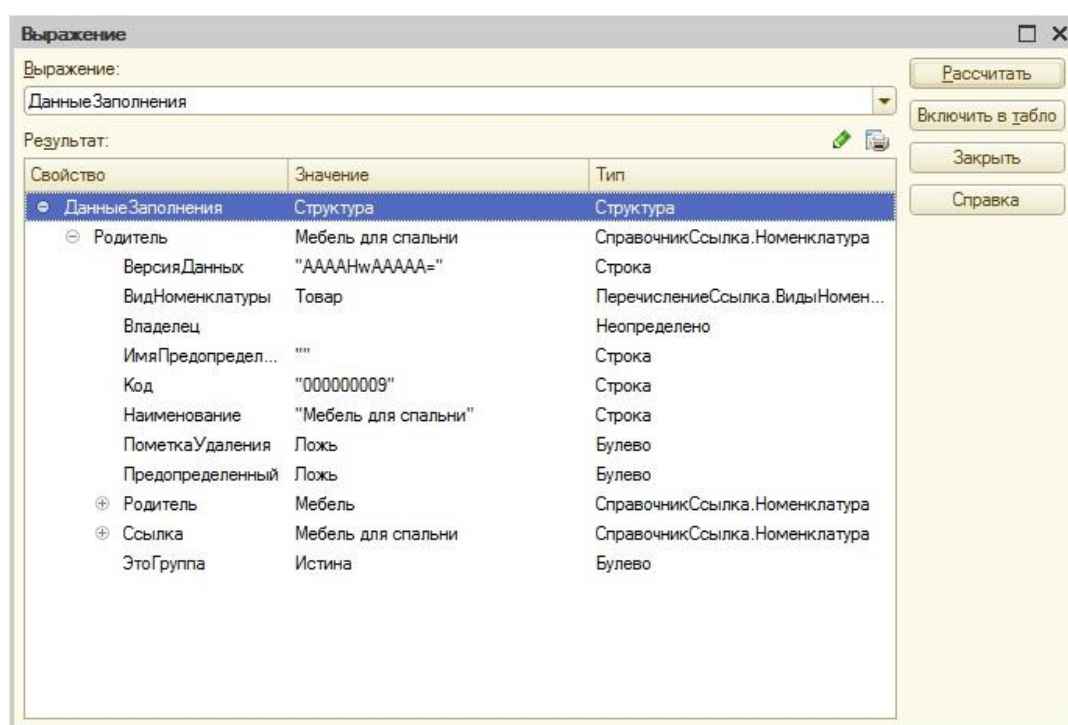 Выражение
Выражение:
Рассчитать
ДанныеЗаполнения
Включить в табло
Результат:
Закрыть
Свойство Значение Тип
Справка
ДанныеЗаполнения Структура Структура
Родитель Мебель для спальни СправочникСсылка.Номенклатура
ВерсияДанных "AAAAHwAAAAA=" Строка
ВидНоменклатуры Товар ПеречислениеСсылка.ВидыНомен...
Владелец Неопределено
ИмяПредопредел... "" Строка
Код "000000009" Строка
Наименование "Мебель для спальни" Строка
ПометкаУдаления Ложь Булево
Предопределенный Ложь Булево
Родитель Мебель СправочникСсылка.Номенклатура
Ссылка Мебель для спальни СправочникСсылка.Номенклатура
ЭтоГруппа Истина Булево